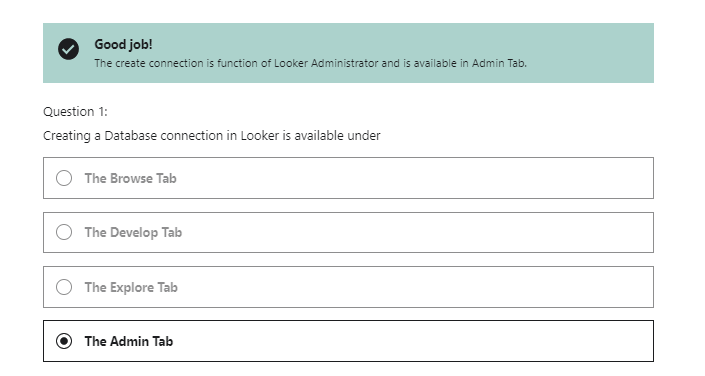 Good job!
The create connection is function of Looker Administrator and is available in Admin Tab.
Question 1:
Creating a Database connection in Looker is available under
The Browse Tab
The Develop Tab
The Explore Tab
The Admin Tab